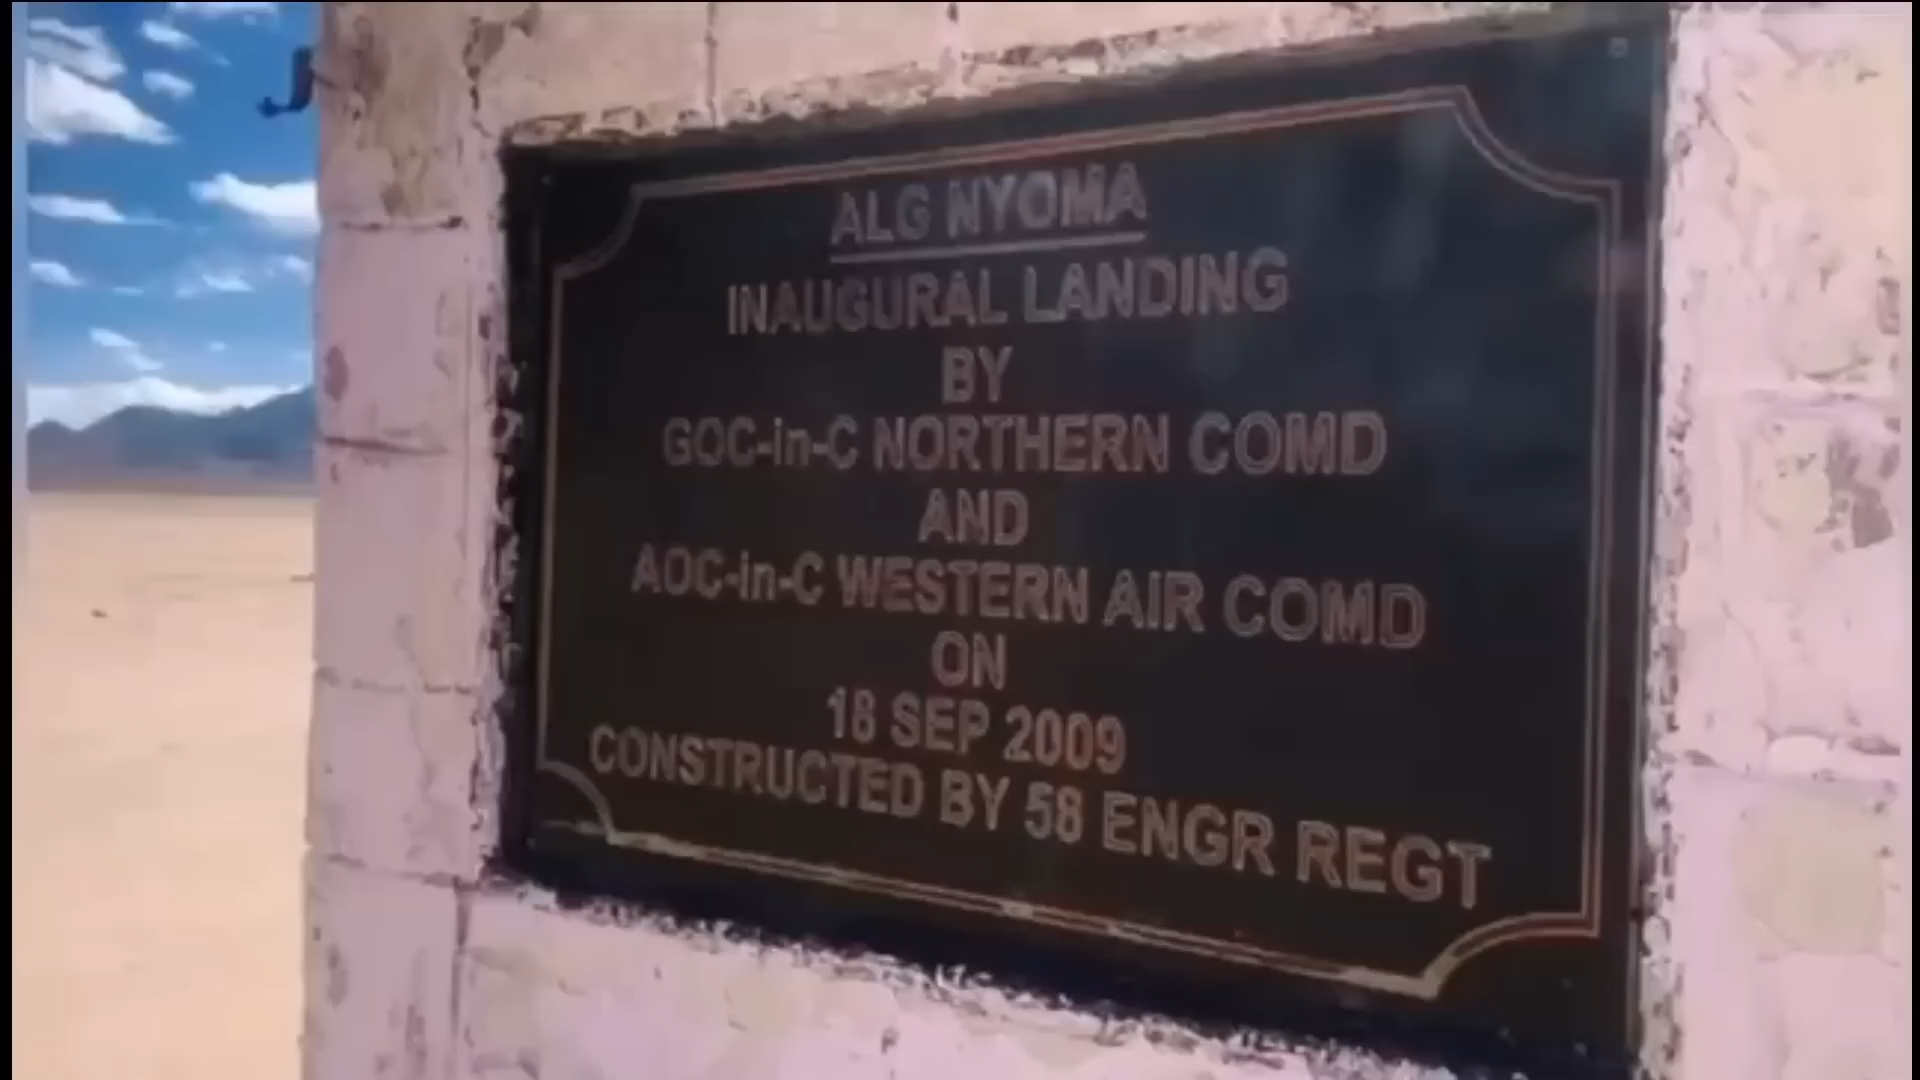 ALG NYOMA
INAUGURAL LANDING
BY
GOC-in-C NORTHERN COMD
AND
AOC-in-C WESTERN AIR COMD
ON
18 SEP 2009
CONSTRUCTED BY 58 ENGR REGT